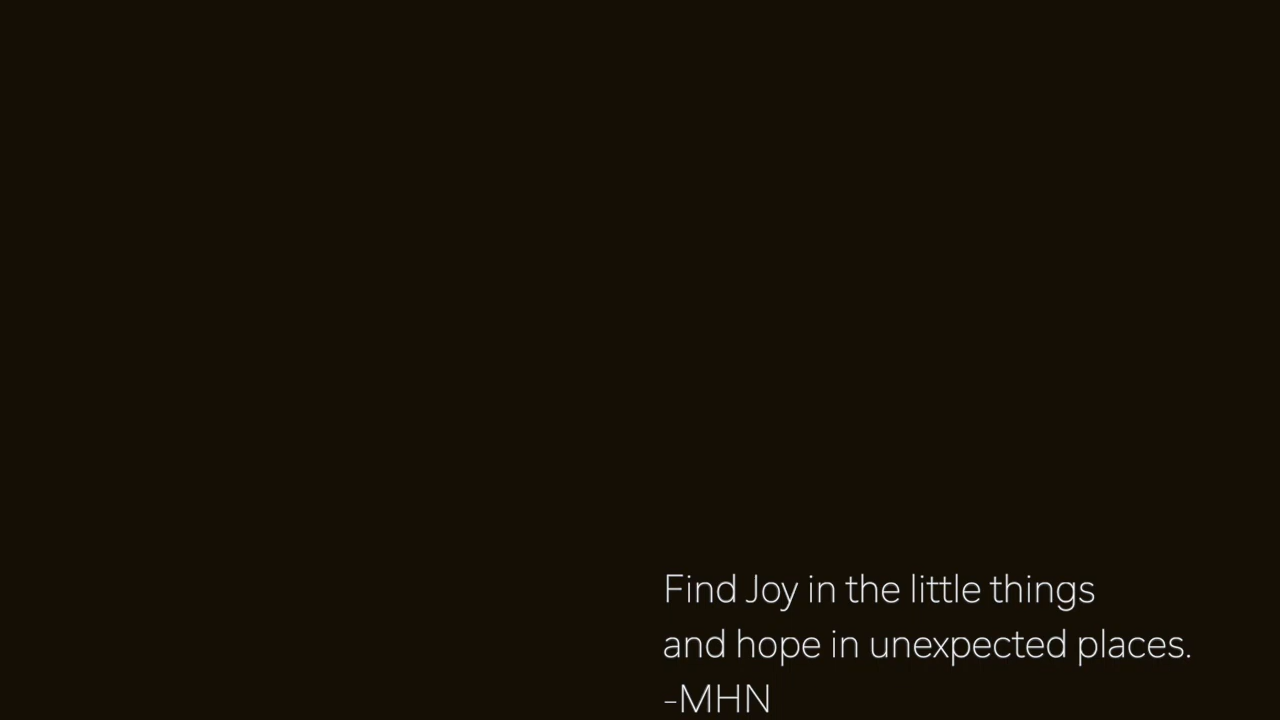 Find Joy in the little things
and hope in unexpected places.
-MHN